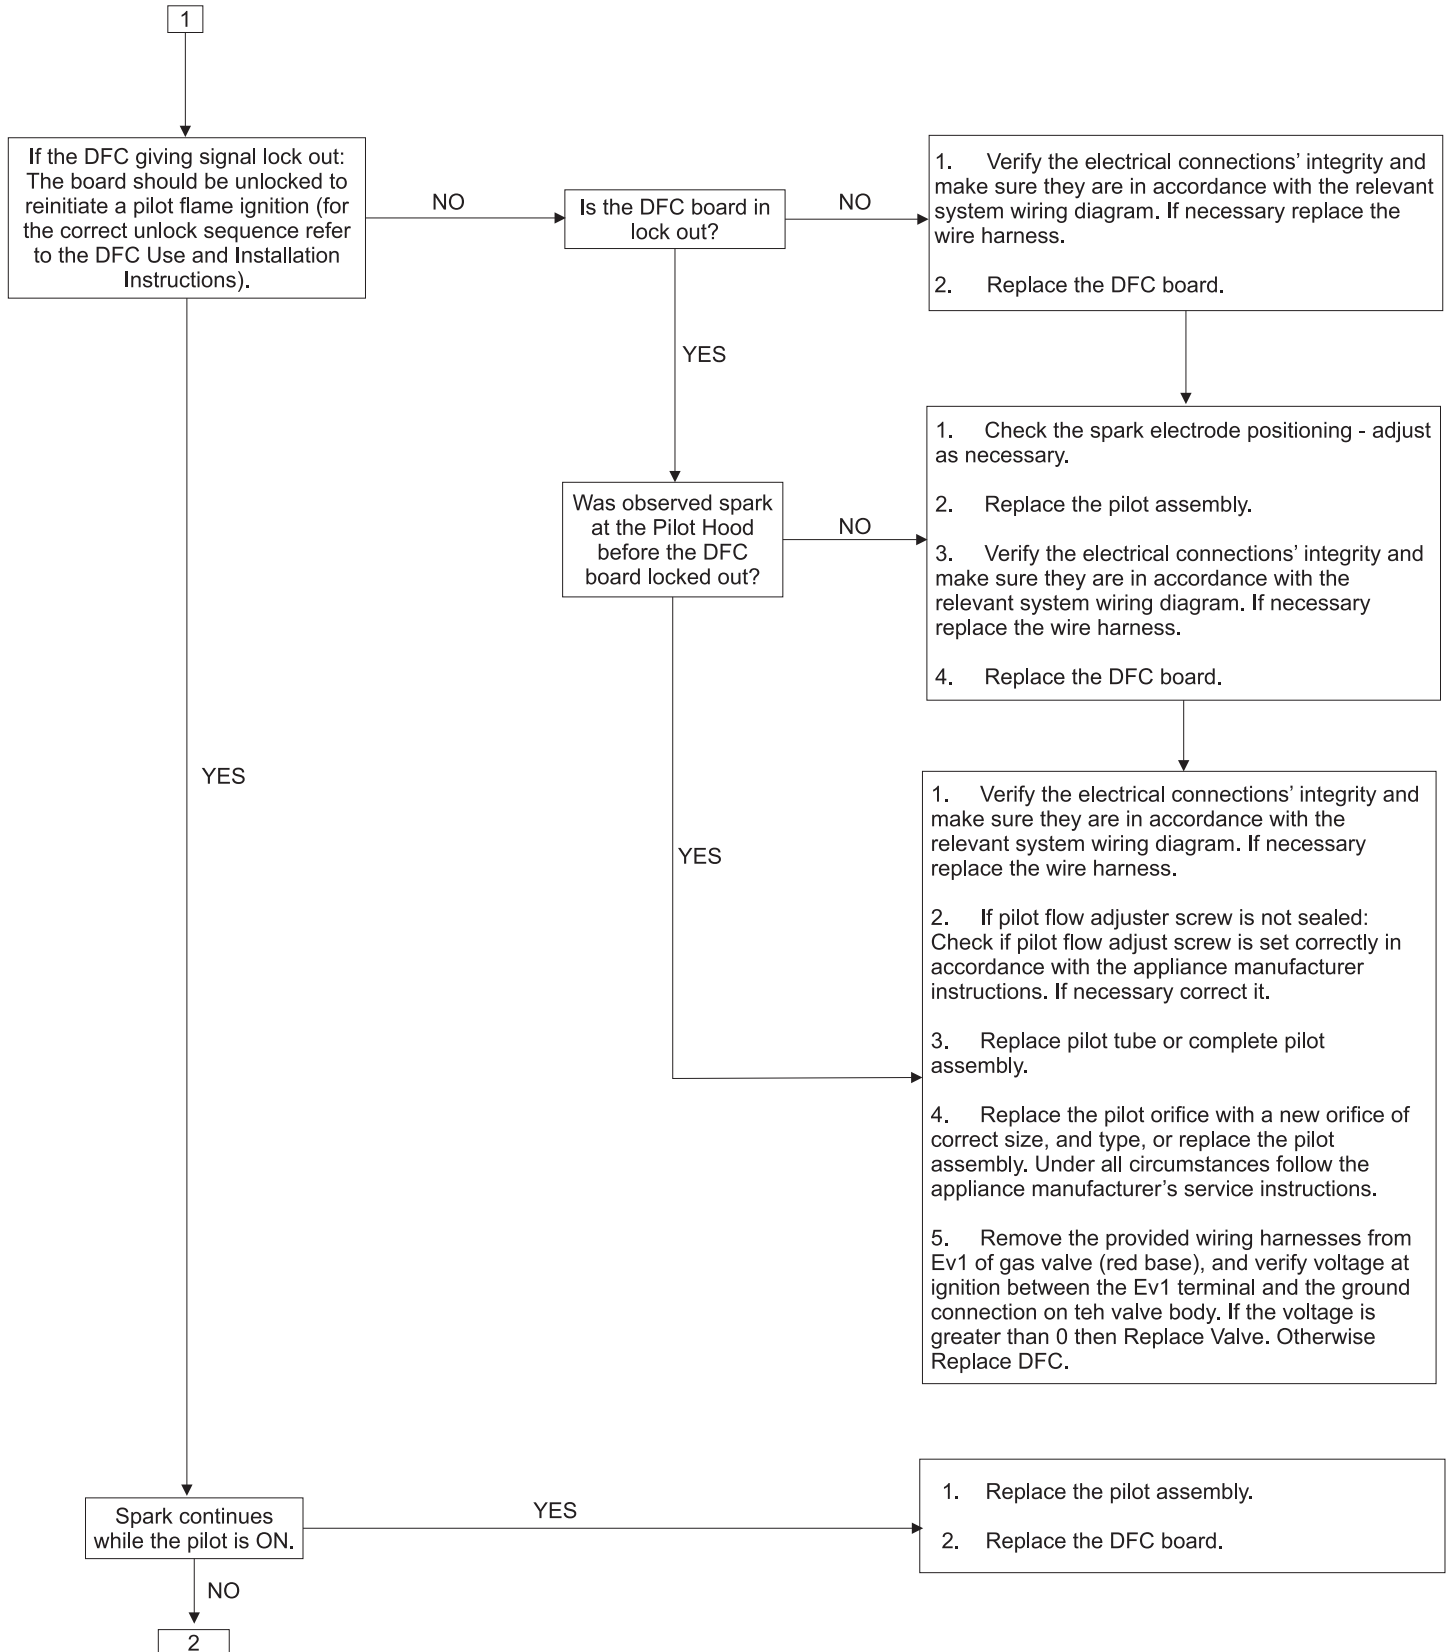 1
If the DFC giving signal lock out:
The board should be unlocked to
reinitiate a pilot flame ignition (for
the correct unlock sequence refer
to the DFC Use and Installation
Instructions).
NO
Is the DFC board in
lock out?
NO
1. Verify the electrical connections’ integrity and
make sure they are in accordance with the relevant
system wiring diagram. If necessary replace the
wire harness.
2. Replace the DFC board.
YES
Was observed spark
at the Pilot Hood
before the DFC
board locked out?
NO
1. Check the spark electrode positioning - adjust
as necessary.
2. Replace the pilot assembly.
3. Verify the electrical connections’ integrity and
make sure they are in accordance with the
relevant system wiring diagram. If necessary
replace the wire harness.
4. Replace the DFC board.
YES
YES
1. Verify the electrical connections’ integrity and
make sure they are in accordance with the
relevant system wiring diagram. If necessary
replace the wire harness.
2. If pilot flow adjuster screw is not sealed:
Check if pilot flow adjust screw is set correctly in
accordance with the appliance manufacturer
instructions. If necessary correct it.
3. Replace pilot tube or complete pilot
assembly.
4. Replace the pilot orifice with a new orifice of
correct size, and type, or replace the pilot
assembly. Under all circumstances follow the
appliance manufacturer’s service instructions.
5. Remove the provided wiring harnesses from
Ev1 of gas valve (red base), and verify voltage at
ignition between the Ev1 terminal and the ground
connection on teh valve body. If the voltage is
greater than 0 then Replace Valve. Otherwise
Replace DFC.
Spark continues
while the pilot is ON.
YES
1. Replace the pilot assembly.
2. Replace the DFC board.
NO
2